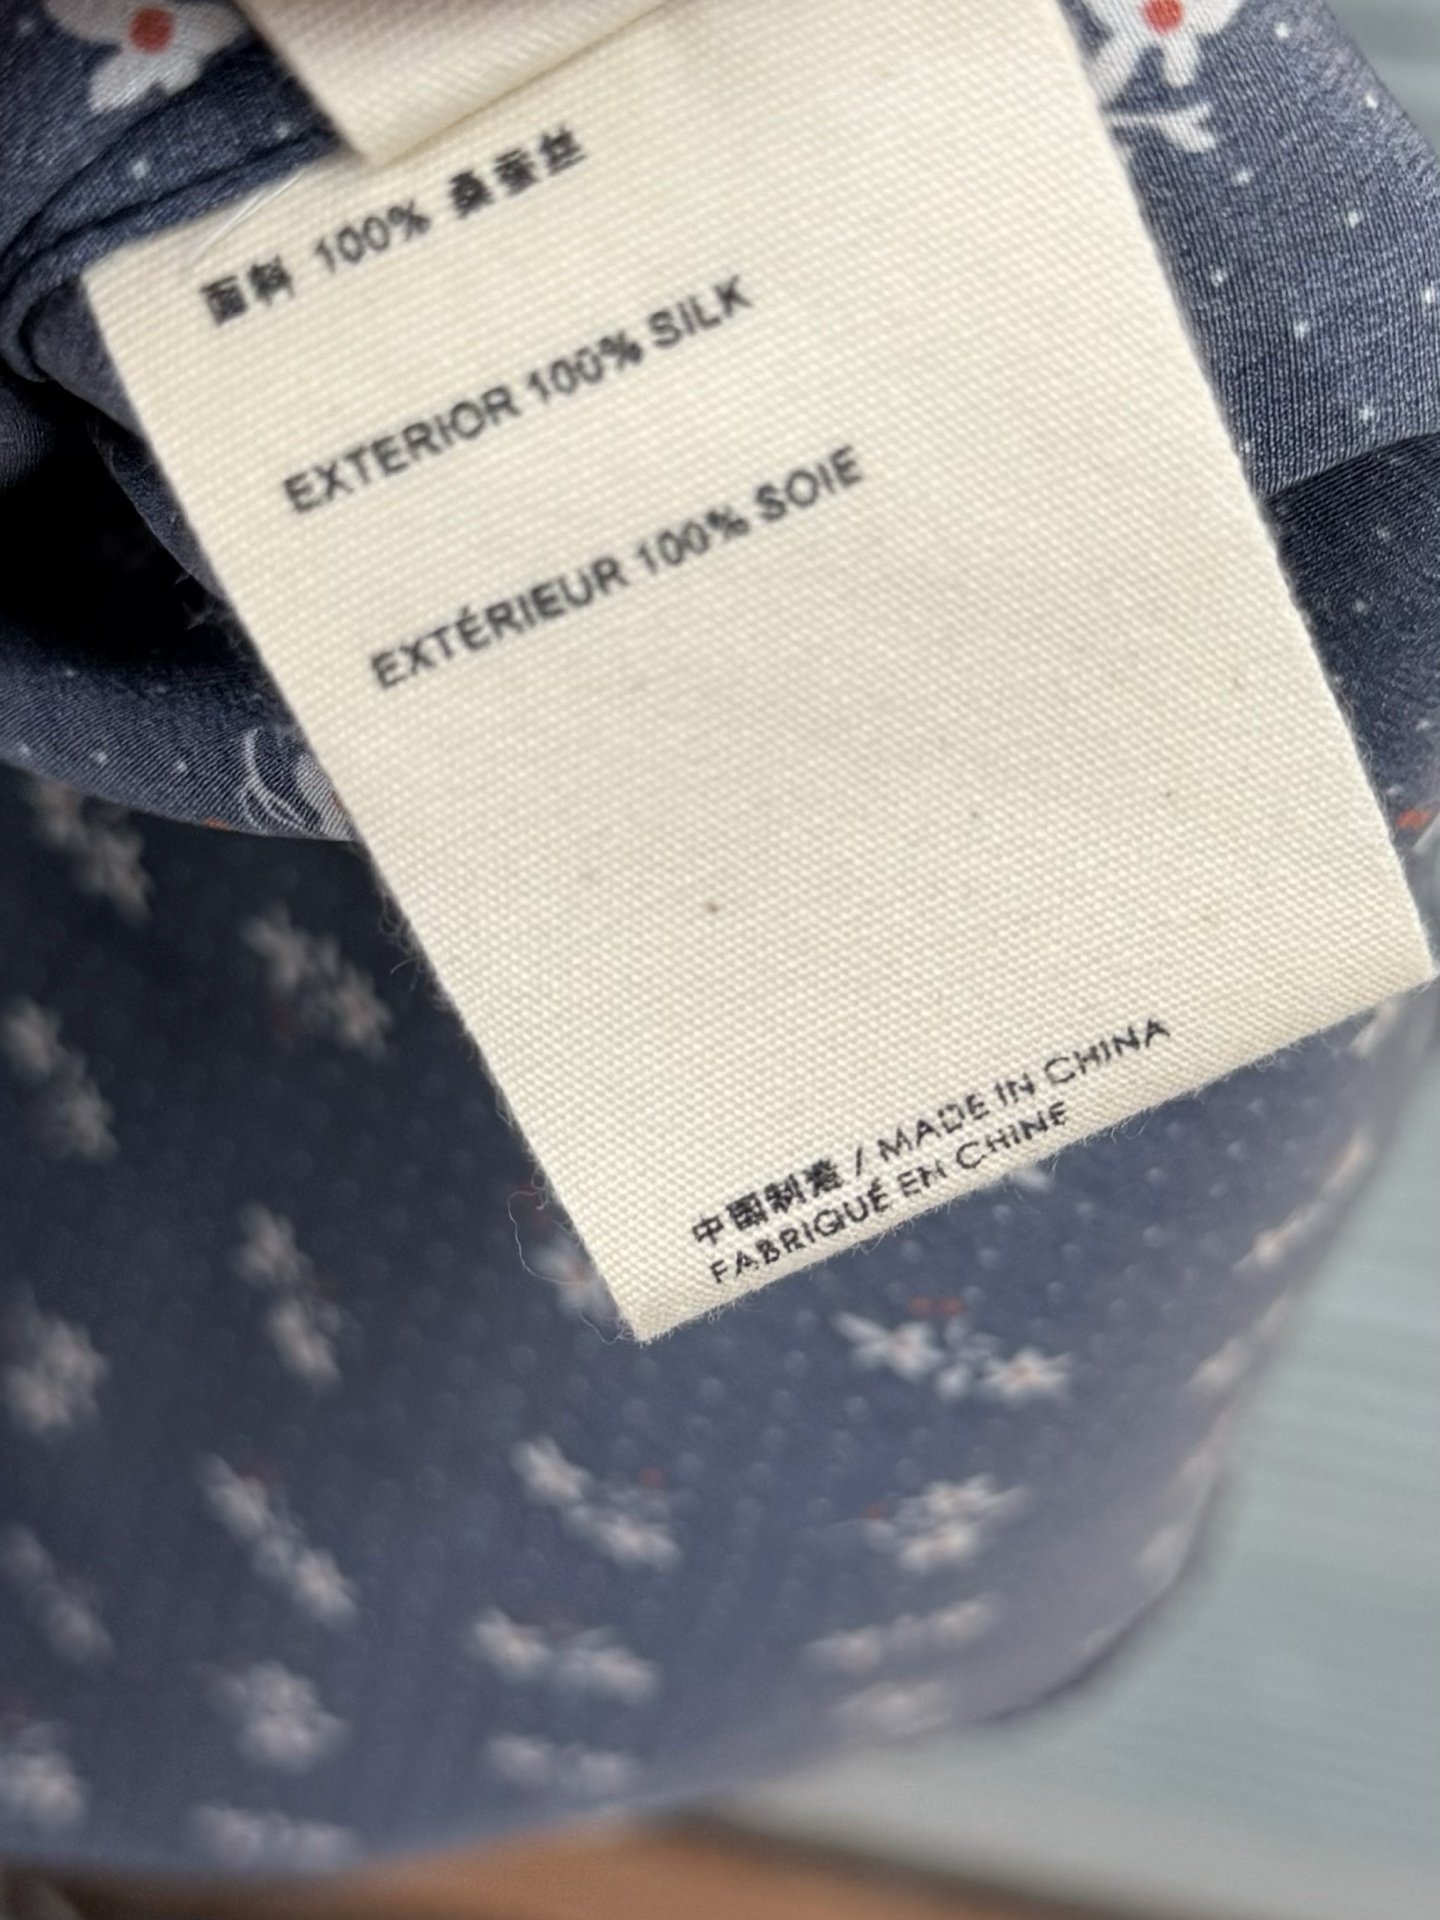 面料 100% 桑蚕丝
EXTERIOR 100% SILK
EXTÉRIEUR 100% SOIE
中国制造 / MADE IN CHINA
FABRIQUÉ EN CHINE